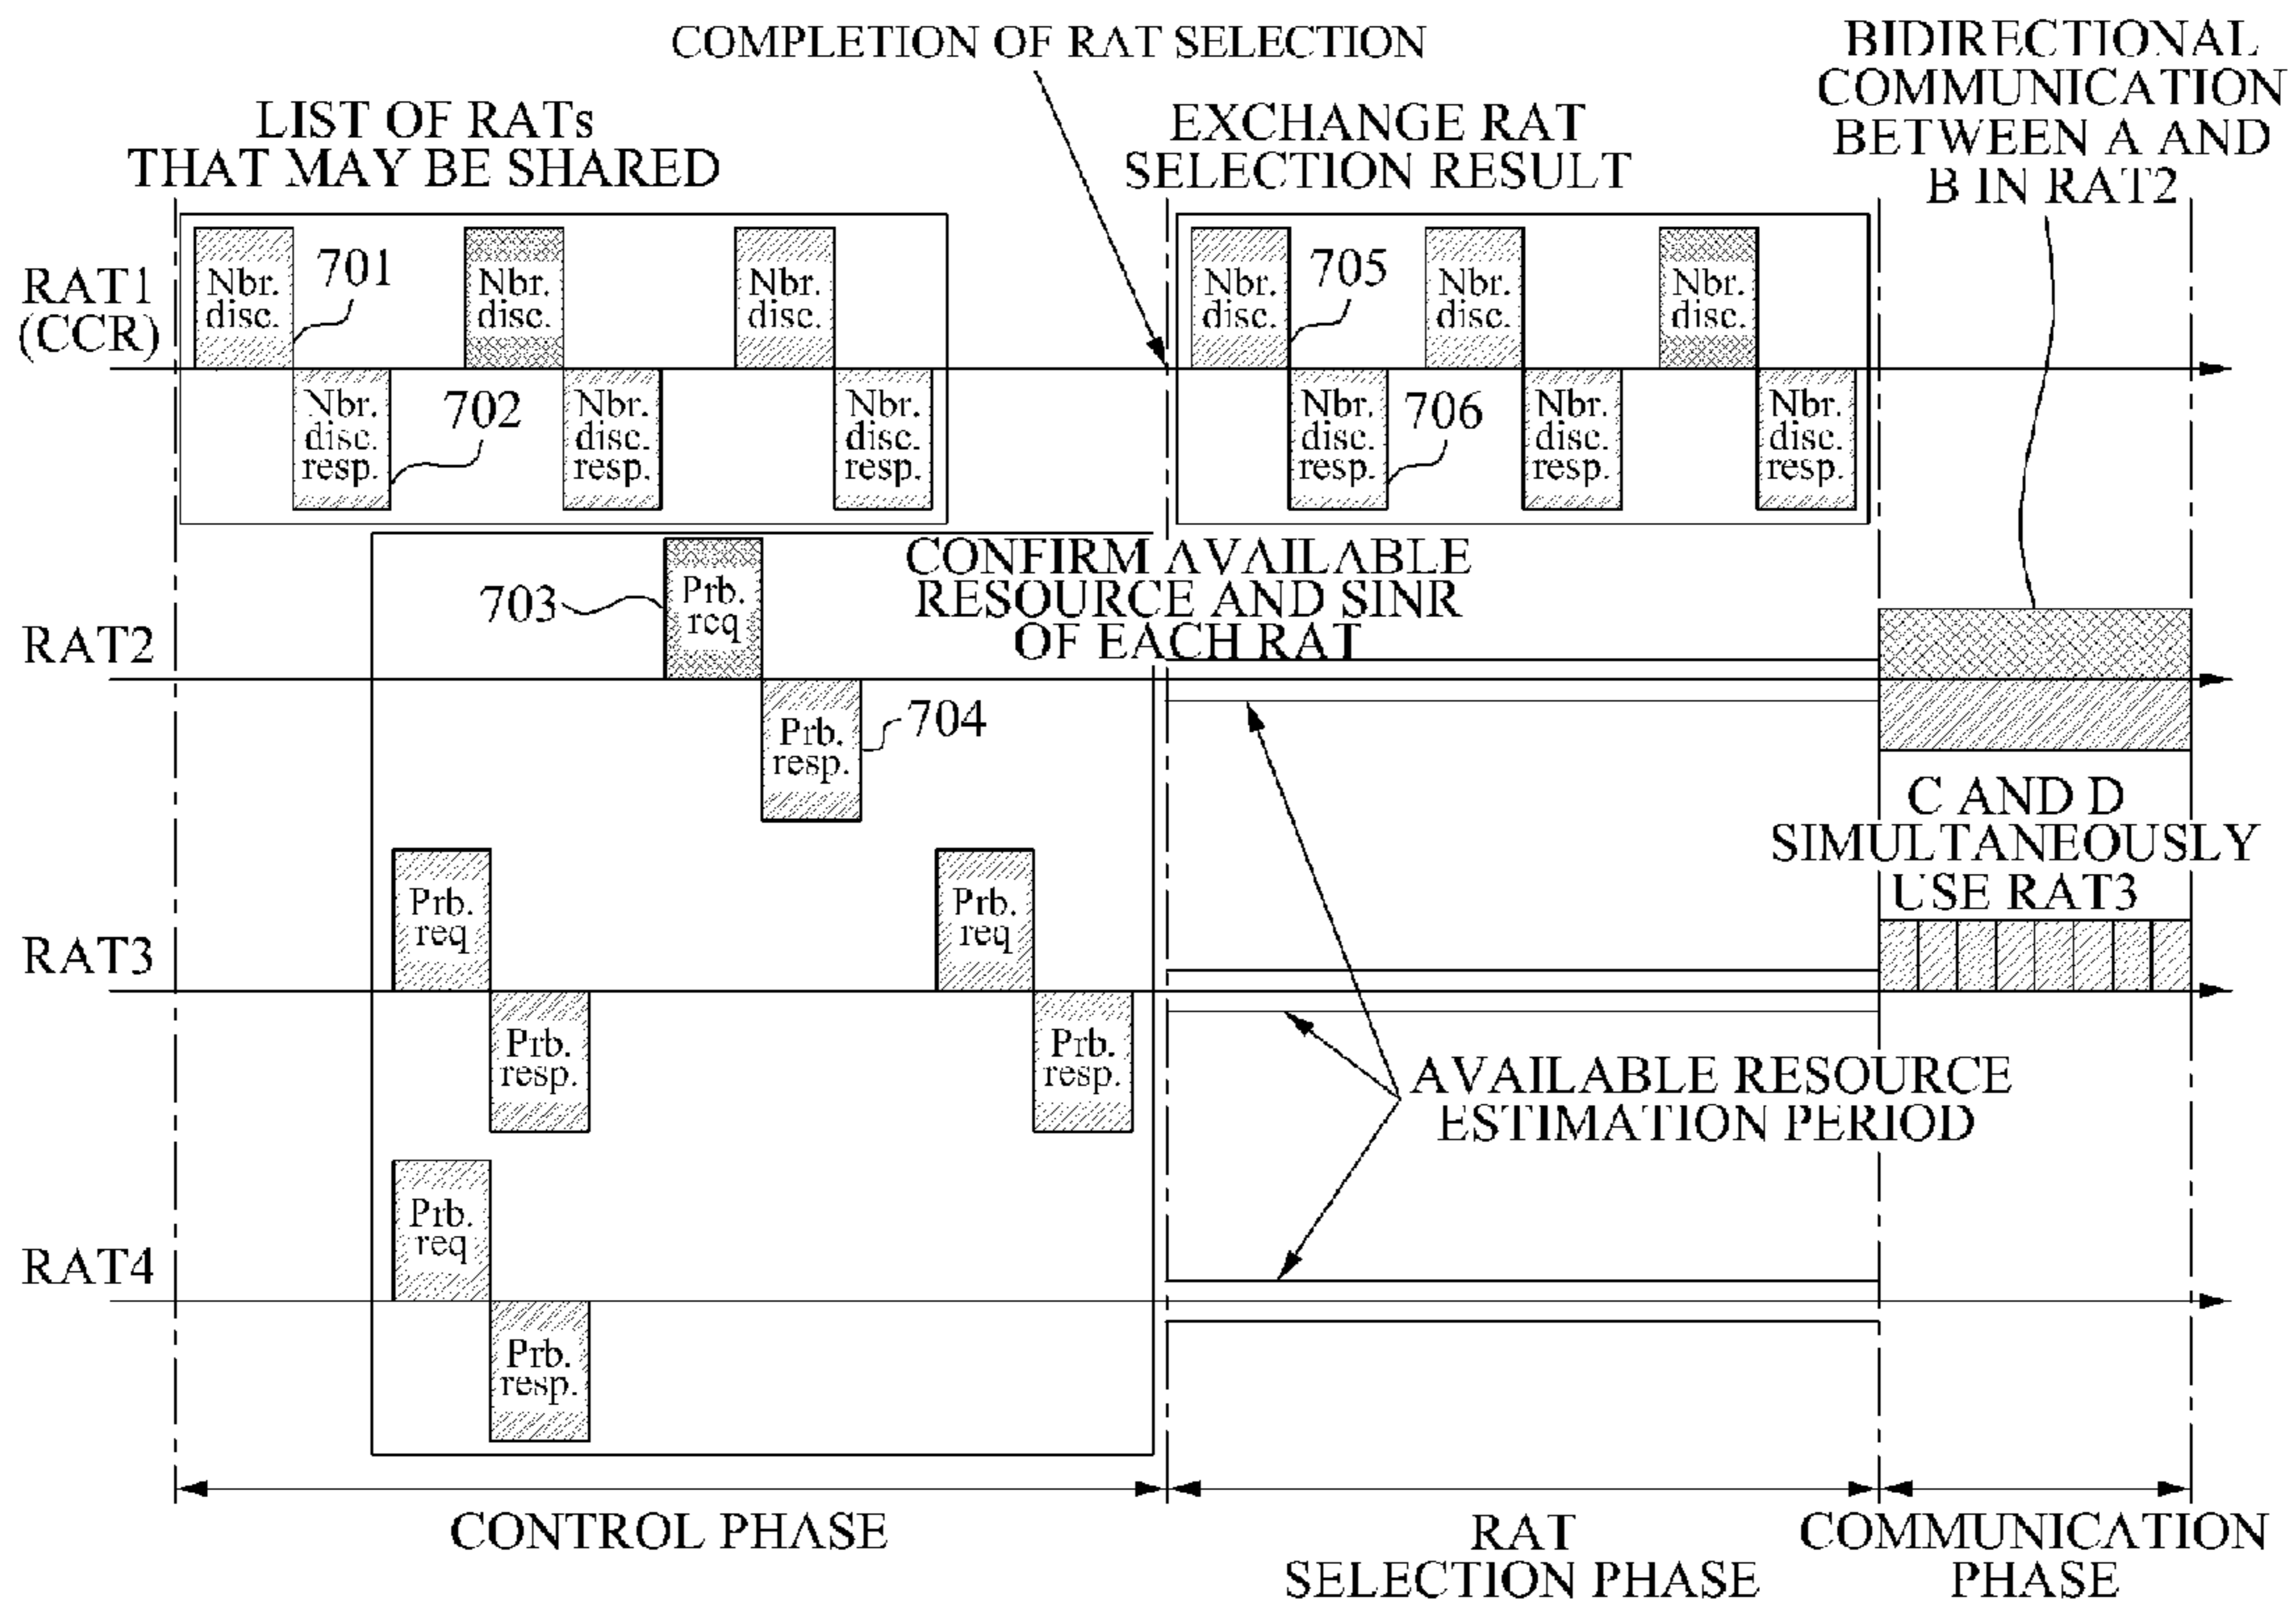 COMPLETION OF RAT SELECTION
BIDIRECTIONAL
COMMUNICATION
BETWEEN A AND
B IN RAT2
LIST OF RATs
THAT MAY BE SHARED
EXCHANGE RAT
SELECTION RESULT
RAT1
(CCR)
Nbr.
disc.
701
Nbr.
disc.
Nbr.
disc.
Nbr.
disc.
705
Nbr.
disc.
Nbr.
disc.
Nbr.
disc.
resp.
702
Nbr.
disc.
resp.
Nbr.
disc.
resp.
Nbr.
disc.
resp.
706
Nbr.
disc.
resp.
Nbr.
disc.
resp.
CONFIRM AVAILABLE
RESOURCE AND SINR
OF EACH RAT
RAT2
703
Prb.
req
Prb.
resp.
704
C AND D
SIMULTANEOUSLY
USE RAT3
RAT3
Prb.
req
Prb.
req
Prb.
resp.
Prb.
resp.
AVAILABLE RESOURCE
ESTIMATION PERIOD
RAT4
Prb.
req
Prb.
resp.
CONTROL PHASE
RAT
SELECTION PHASE
COMMUNICATION
PHASE